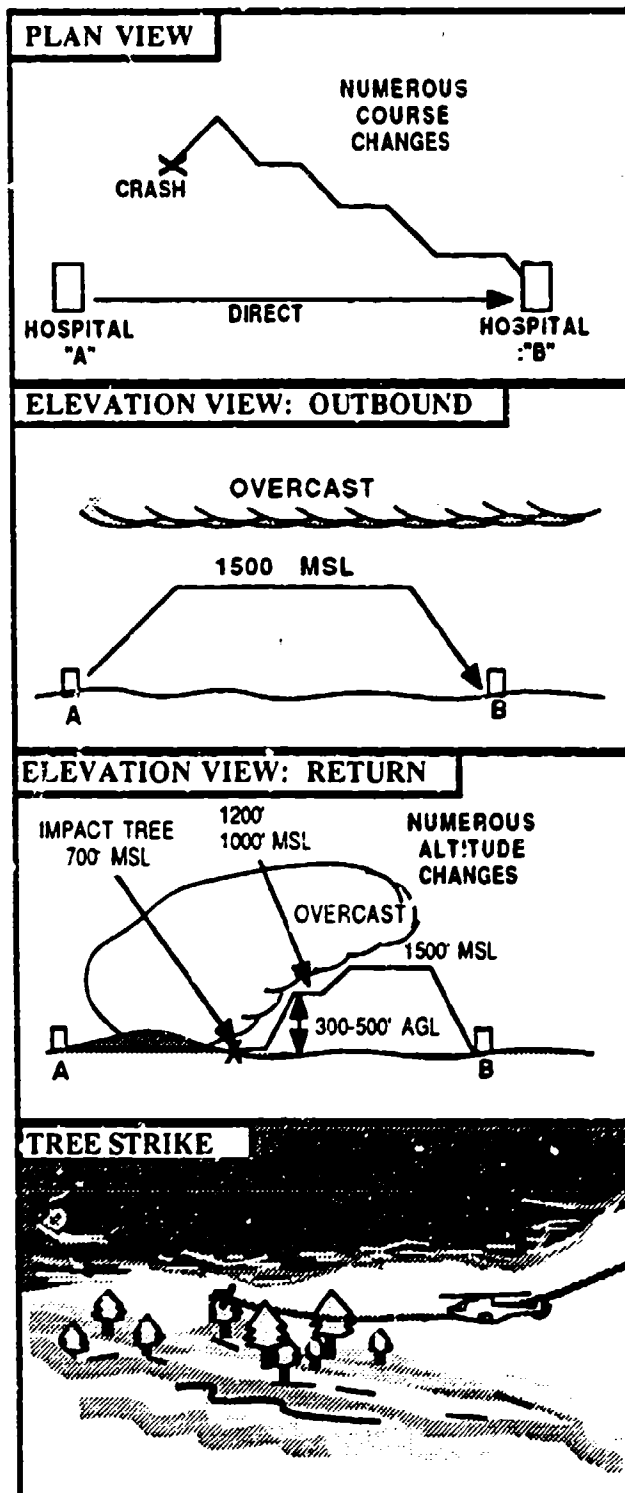 PLAN VIEW
NUMEROUS
COURSE
CHANGES
CRASH
DIRECT
HOSPITAL
"A"
HOSPITAL
:"B"
ELEVATION VIEW: OUTBOUND
OVERCAST
1500 MSL
A
B
ELEVATION VIEW: RETURN
IMPACT TREE
700' MSL
1200'
1000' MSL
NUMEROUS
ALTITUDE
CHANGES
OVERCAST
1500' MSL
300-500' AGL
A
B
TREE STRIKE